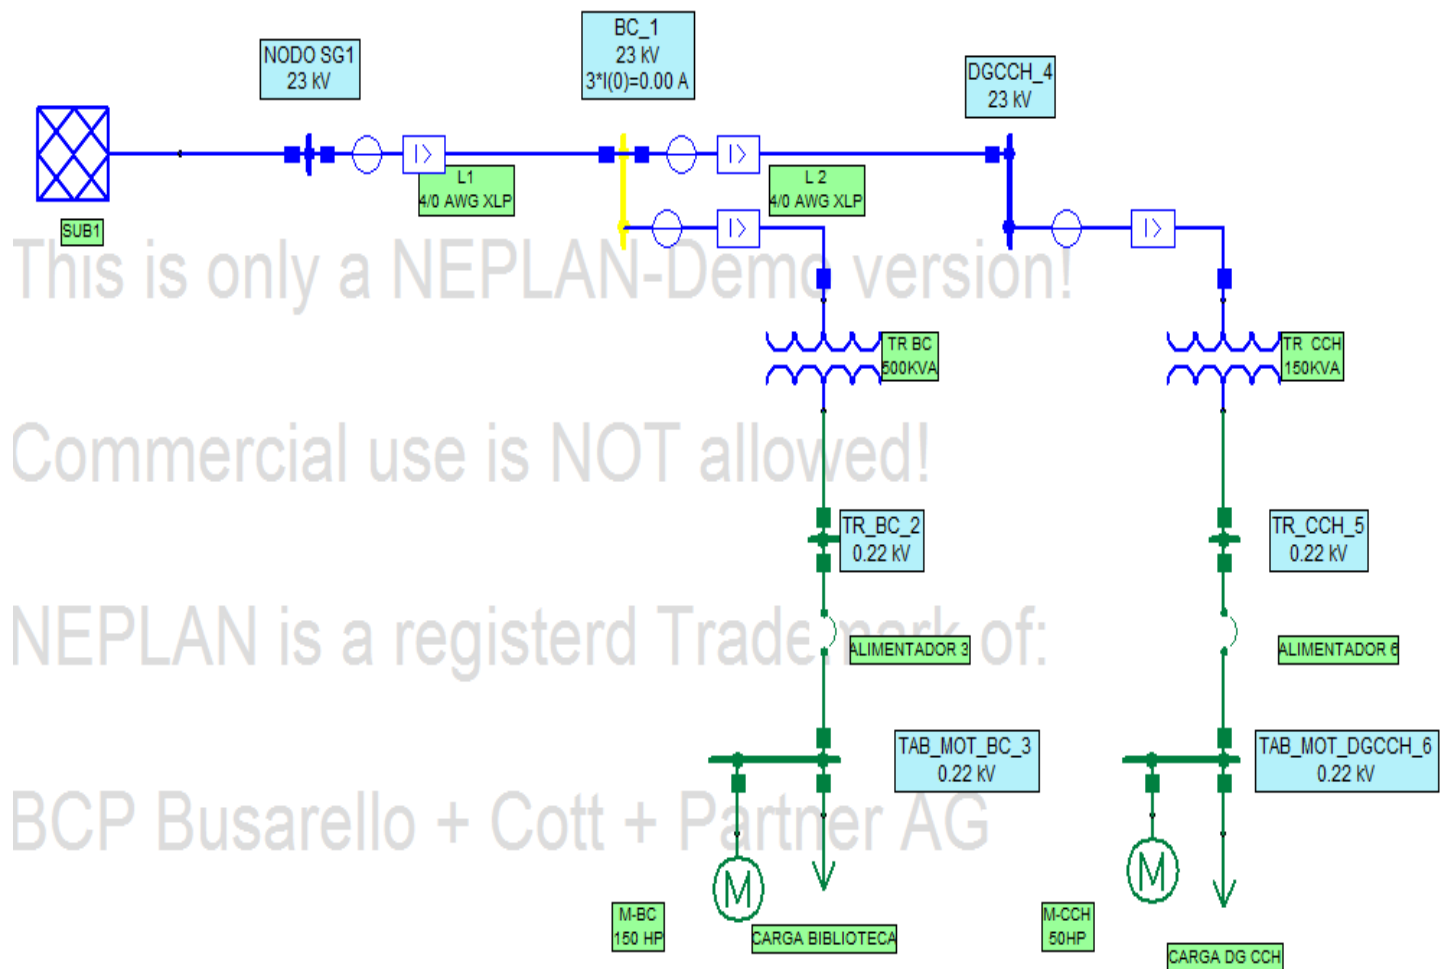 BC_1
23 kV
3*I(0)=0.00 A
NODO SG1
23 kV
DGCCH_4
23 kV
I>
I>
L1
4/0 AWG XLP
L 2
4/0 AWG XLP
SUB1
I>
I>
This is only a NEPLAN-Demo version!
TR BC
500KVA
TR CCH
150KVA
Commercial use is NOT allowed!
TR_BC_2
0.22 kV
TR_CCH_5
0.22 kV
NEPLAN is a registerd Trademark of:
ALIMENTADOR 3
ALIMENTADOR 6
TAB_MOT_BC_3
0.22 kV
TAB_MOT_DGCCH_6
0.22 kV
BCP Busarello + Cott + Partner AG
M
M
M-BC
150 HP
CARGA BIBLIOTECA
M-CCH
50HP
CARGA DG CCH